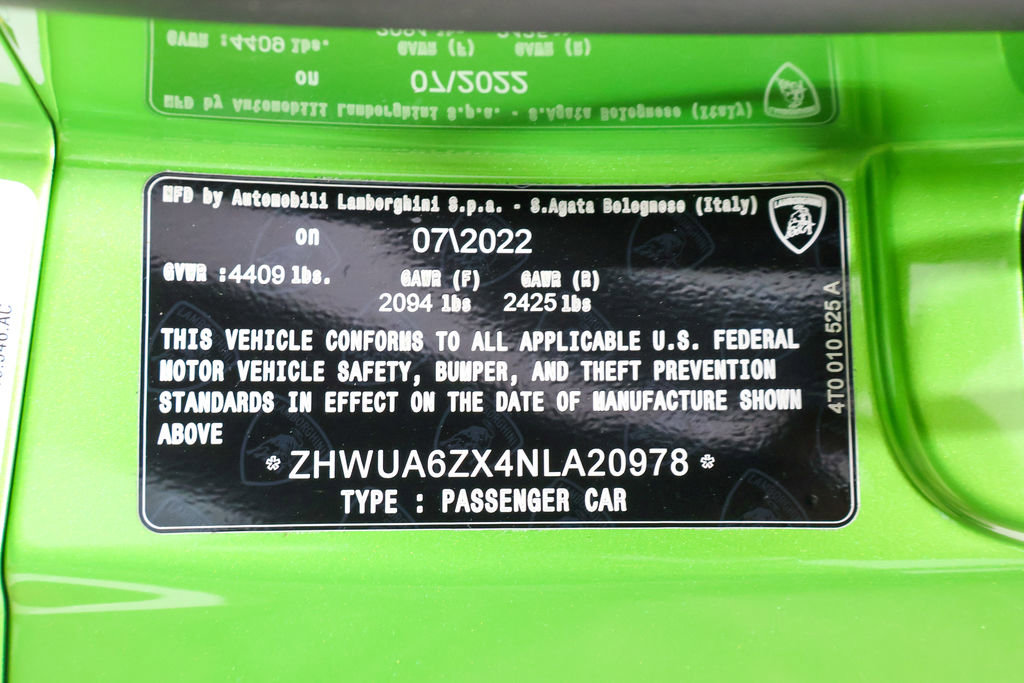 MFD by Automobili Lamborghini S.p.a. - S.Agata Bolognese (Italy)
LAMBORGHINI
on 07\2022
GVWR :4409 lbs. GAWR (F) GAWR (R)
2094 lbs 2425 lbs
THIS VEHICLE CONFORMS TO ALL APPLICABLE U.S. FEDERAL
MOTOR VEHICLE SAFETY, BUMPER, AND THEFT PREVENTION
STANDARDS IN EFFECT ON THE DATE OF MANUFACTURE SHOWN
ABOVE
*ZHWUA6ZX4NLA20978*
TYPE : PASSENGER CAR
4T0 010 525 A